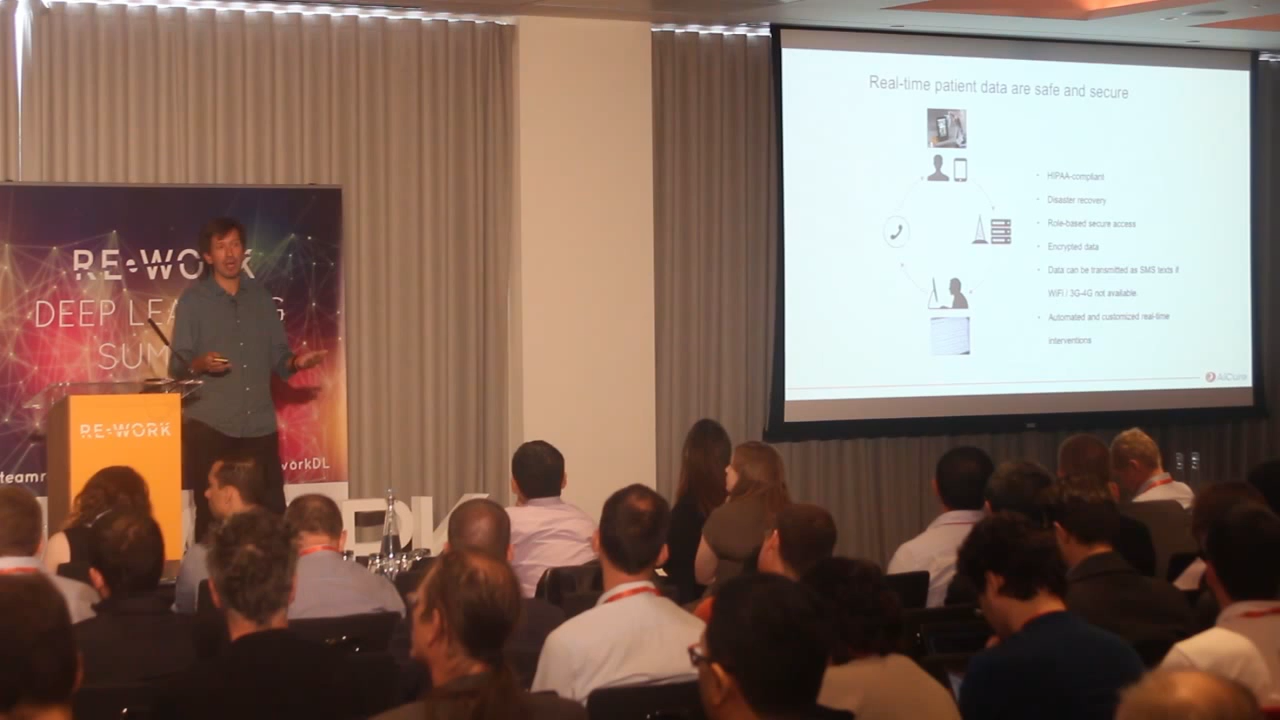 Real-time patient data are safe and secure
• HIPAA-compliant
• Disaster recovery
• Role-based secure access
• Encrypted data
• Data can be transmitted as SMS texts if
WiFi / 3G-4G not available.
• Automated and customized real-time
interventions
AiCure
RE•WORK
DEEP LEA G
SUM
RE•WORK
teamr
workDL